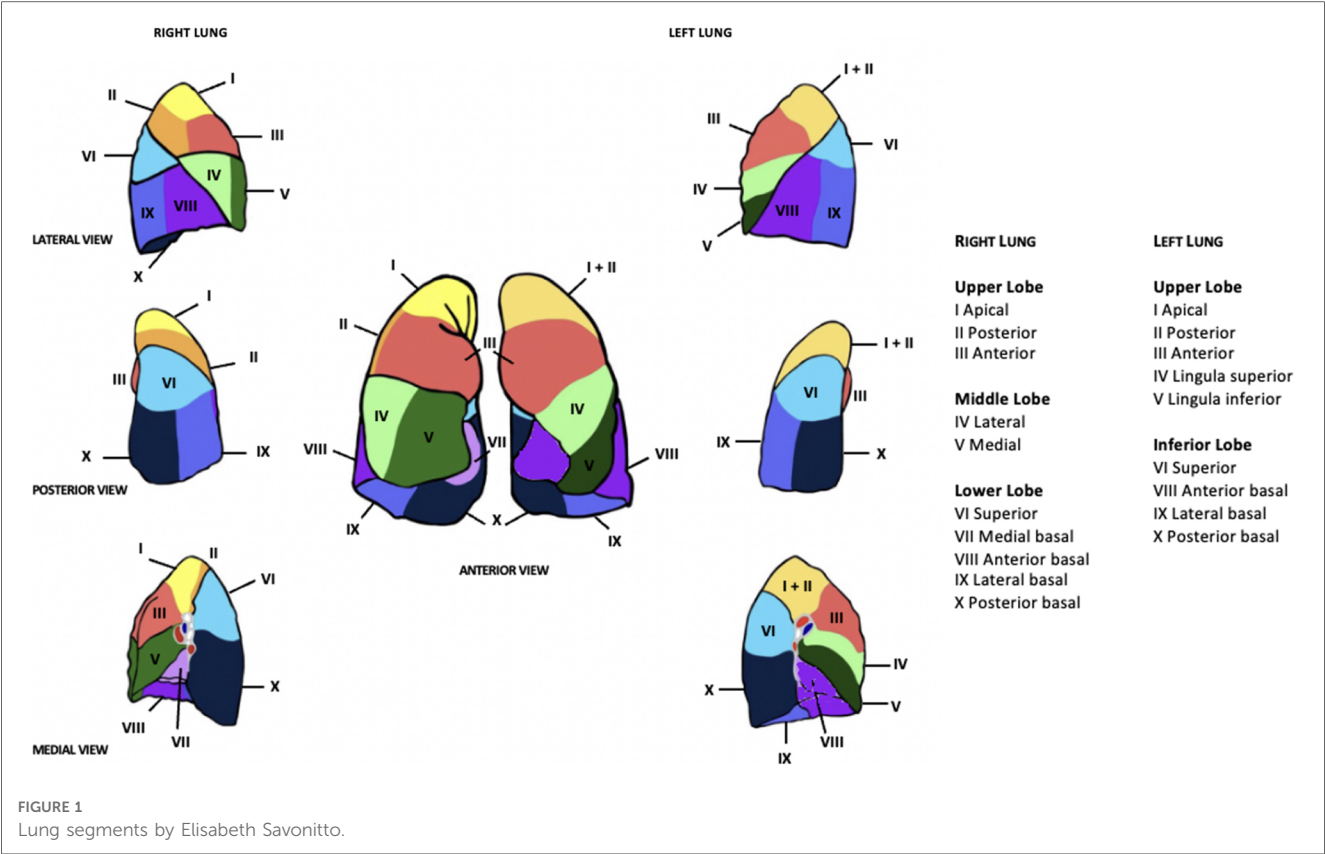 RIGHT LUNG
LEFT LUNG
I
II
III
VI
IV
V
IX
VIII
X
LATERAL VIEW
I + II
III
VI
IV
VIII
IX
V
I
II
III
VI
X
IX
POSTERIOR VIEW
I
II
III
IV
V
VII
VIII
IX
X
I + II
IV
V
VIII
IX
ANTERIOR VIEW
I + II
VI
III
IX
X
I
II
VI
III
V
X
VIII
VII
MEDIAL VIEW
I + II
VI
III
IV
X
V
VIII
IX
RIGHT LUNG
Upper Lobe
I Apical
II Posterior
III Anterior
Middle Lobe
IV Lateral
V Medial
Lower Lobe
VI Superior
VII Medial basal
VIII Anterior basal
IX Lateral basal
X Posterior basal
LEFT LUNG
Upper Lobe
I Apical
II Posterior
III Anterior
IV Lingula superior
V Lingula inferior
Inferior Lobe
VI Superior
VIII Anterior basal
IX Lateral basal
X Posterior basal
FIGURE 1
Lung segments by Elisabeth Savonitto.